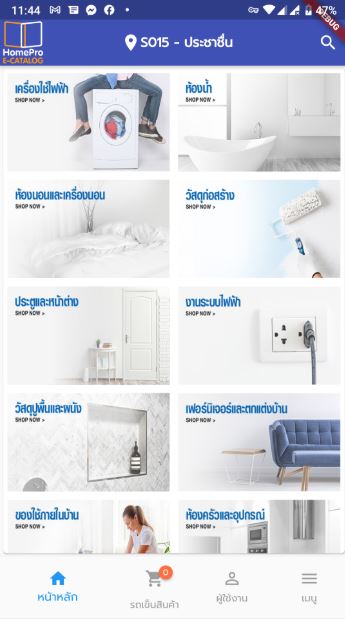 11:44
47%
DEBUG
HomePro
E-CATALOG
S015 - ประชาชื่น
เครื่องใช้ไฟฟ้า
SHOP NOW >
ห้องน้ำ
SHOP NOW >
ห้องนอนและเครื่องนอน
SHOP NOW >
วัสดุก่อสร้าง
SHOP NOW >
ประตูและหน้าต่าง
SHOP NOW >
งานระบบไฟฟ้า
SHOP NOW >
วัสดุปูพื้นและผนัง
SHOP NOW >
เฟอร์นิเจอร์และตกแต่งบ้าน
SHOP NOW >
ของใช้ภายในบ้าน
SHOP NOW >
ห้องครัวและอุปกรณ์
SHOP NOW >
หน้าหลัก
0
รถเข็นสินค้า
ผู้ใช้งาน
เมนู